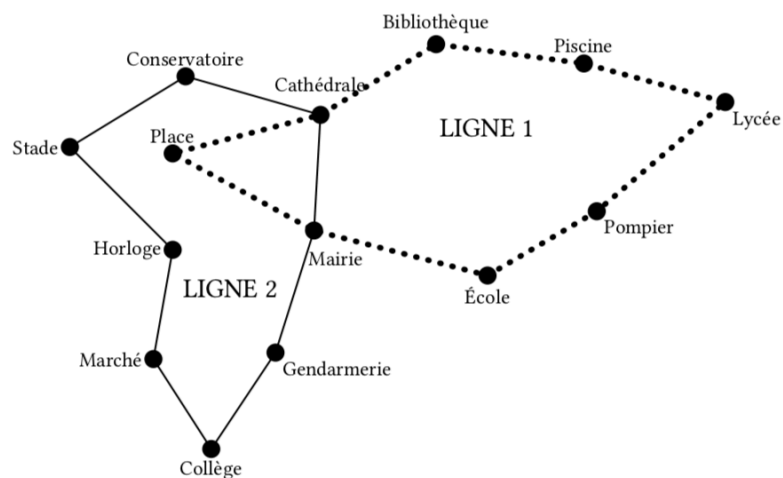 Bibliothèque
Piscine
Conservatoire
Cathédrale
Lycée
LIGNE 1
Place
Stade
Pompier
Horloge
Mairie
LIGNE 2
École
Marché
Gendarmerie
Collège